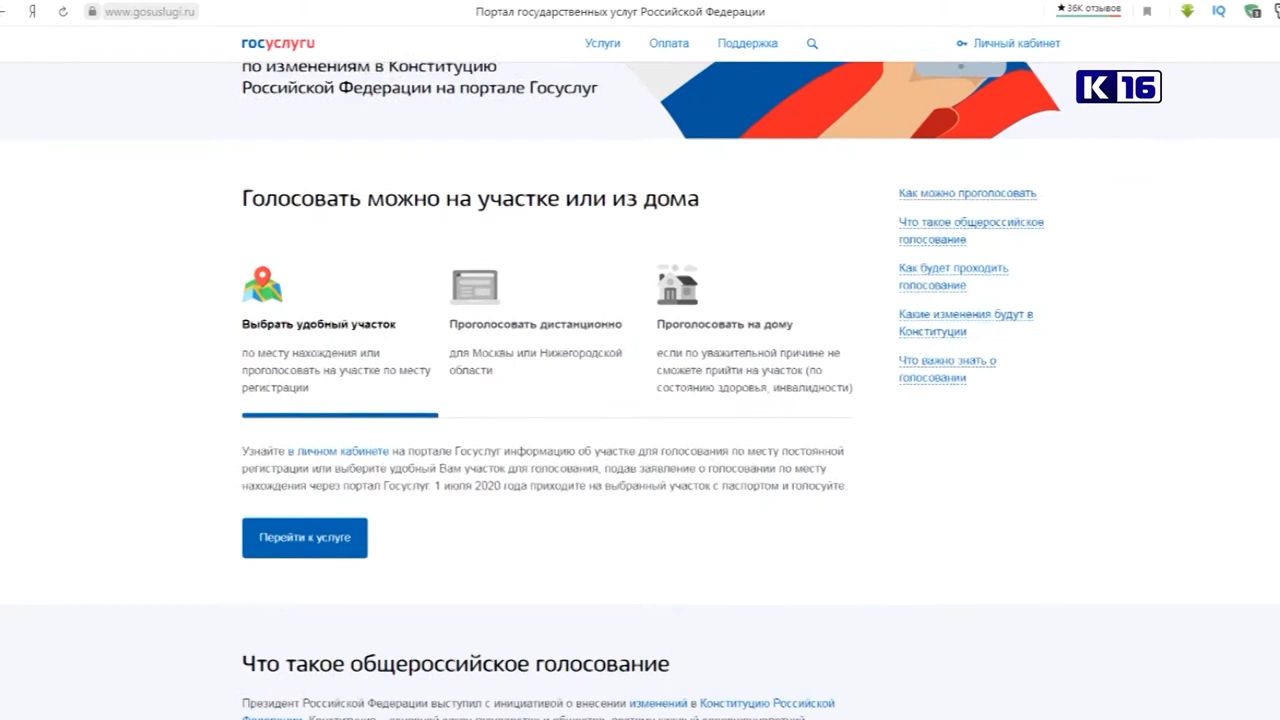 www.gosuslugi.ru
Портал государственных услуг Российской Федерации
★ 36К отзывов
госуслуги
Услуги
Оплата
Поддержка
Личный кабинет
по изменениям в Конституцию
Российской Федерации на портале Госуслуг
К 16
Голосовать можно на участке или из дома
Выбрать удобный участок
по месту нахождения или
проголосовать на участке по месту
регистрации
Проголосовать дистанционно
для Москвы или Нижегородской
области
Проголосовать на дому
если по уважительной причине не
сможете прийти на участок (по
состоянию здоровья, инвалидности)
Как можно проголосовать
Что такое общероссийское
голосование
Как будет проходить
голосование
Какие изменения будут в
Конституции
Что важно знать о
голосовании
Узнайте в личном кабинете на портале Госуслуг информацию об участке для голосования по месту постоянной
регистрации или выберите удобный Вам участок для голосования, подав заявление о голосовании по месту
нахождения через портал Госуслуг. 1 июля 2020 года приходите на выбранный участок с паспортом и голосуйте.
Перейти к услуге
Что такое общероссийское голосование
Президент Российской Федерации выступил с инициативой о внесении изменений в Конституцию Российской